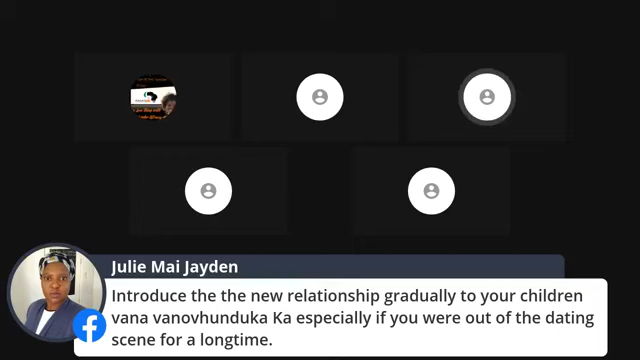 Julie Mai Jayden
Introduce the the new relationship gradually to your children
vana vanovhunduka Ka especially if you were out of the dating
scene for a longtime.